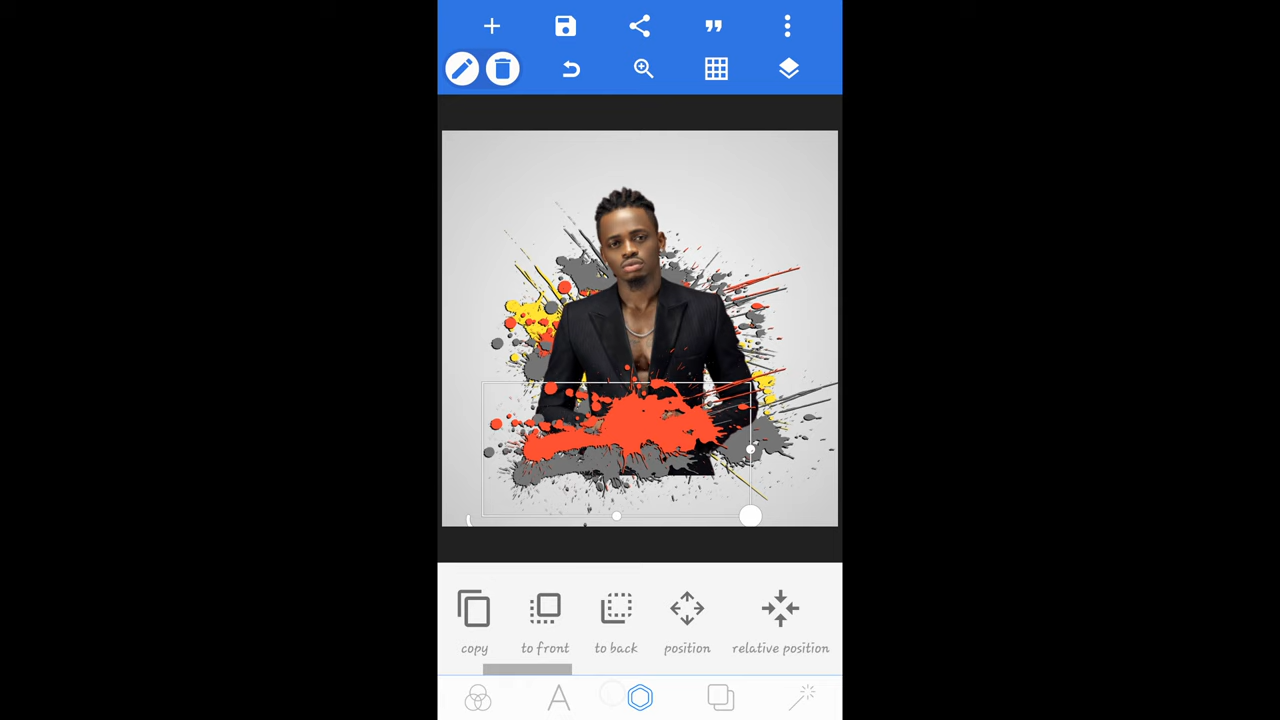 copy
to front
to back
position
relative position